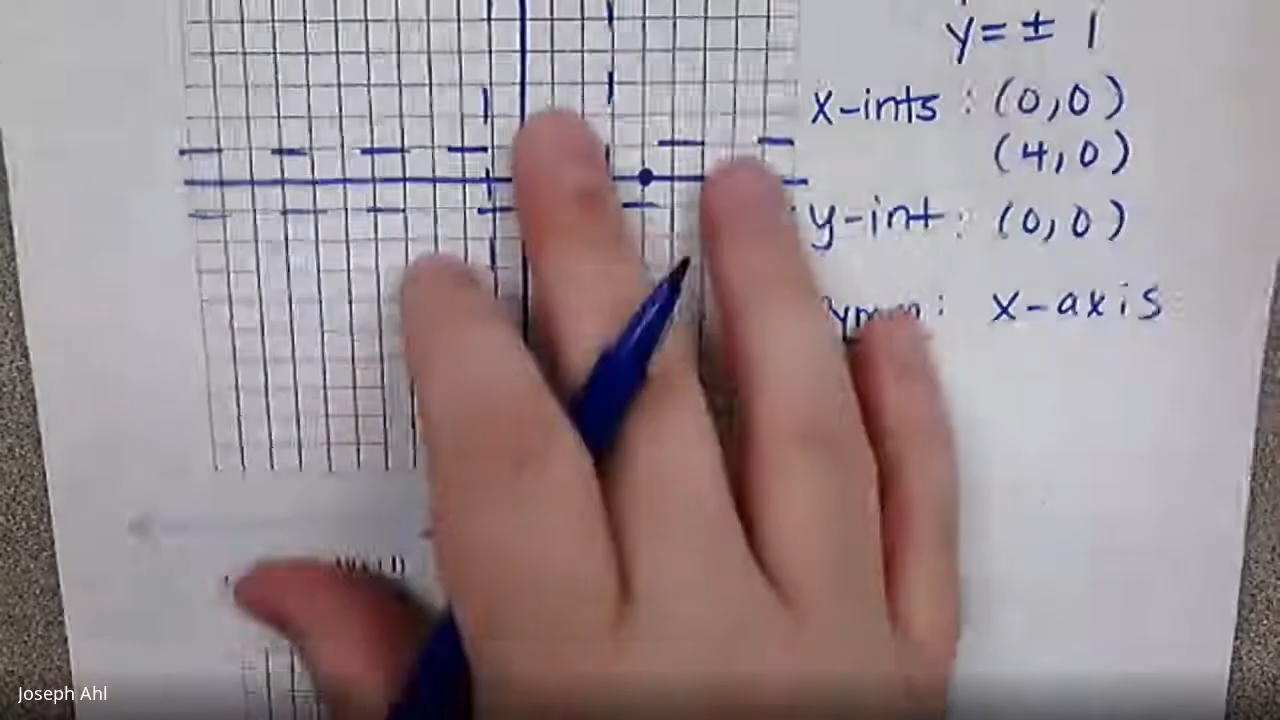 y = ± 1
x-ints : (0,0)
(4,0)
y-int : (0,0)
x-axis
Joseph Ahl